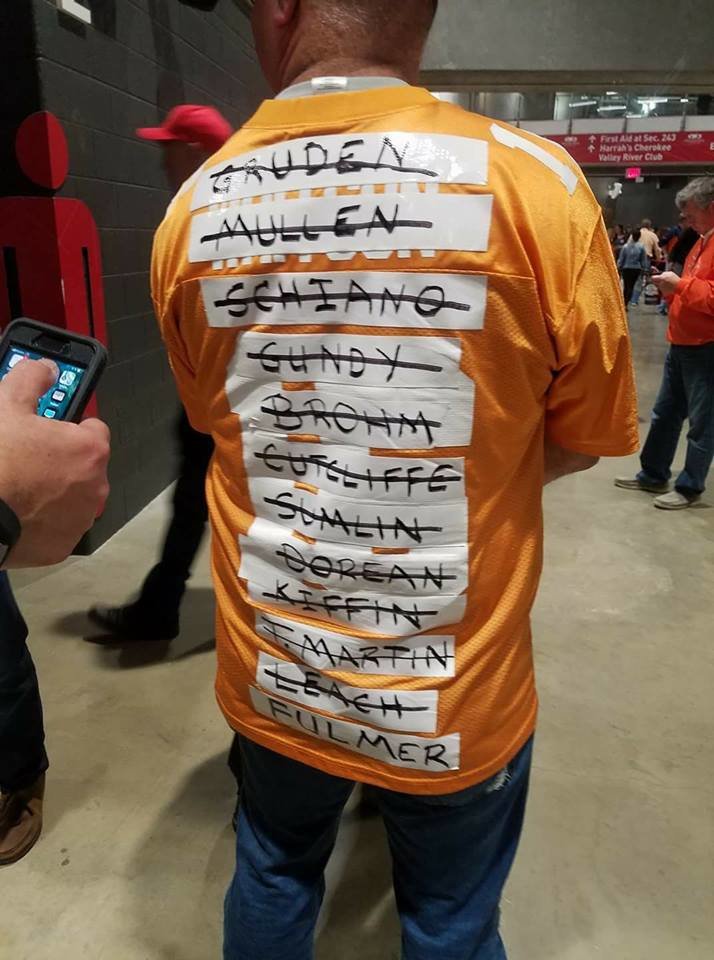 GRUDEN
MULLEN
SCHIANO
GUNDY
BROHM
CUTCLIFFE
SUMLIN
DOREAN
KIFFIN
T. MARTIN
LEACH
FULMER
1
First Aid at Sec. 243
Harrah's Cherokee
Valley River Club